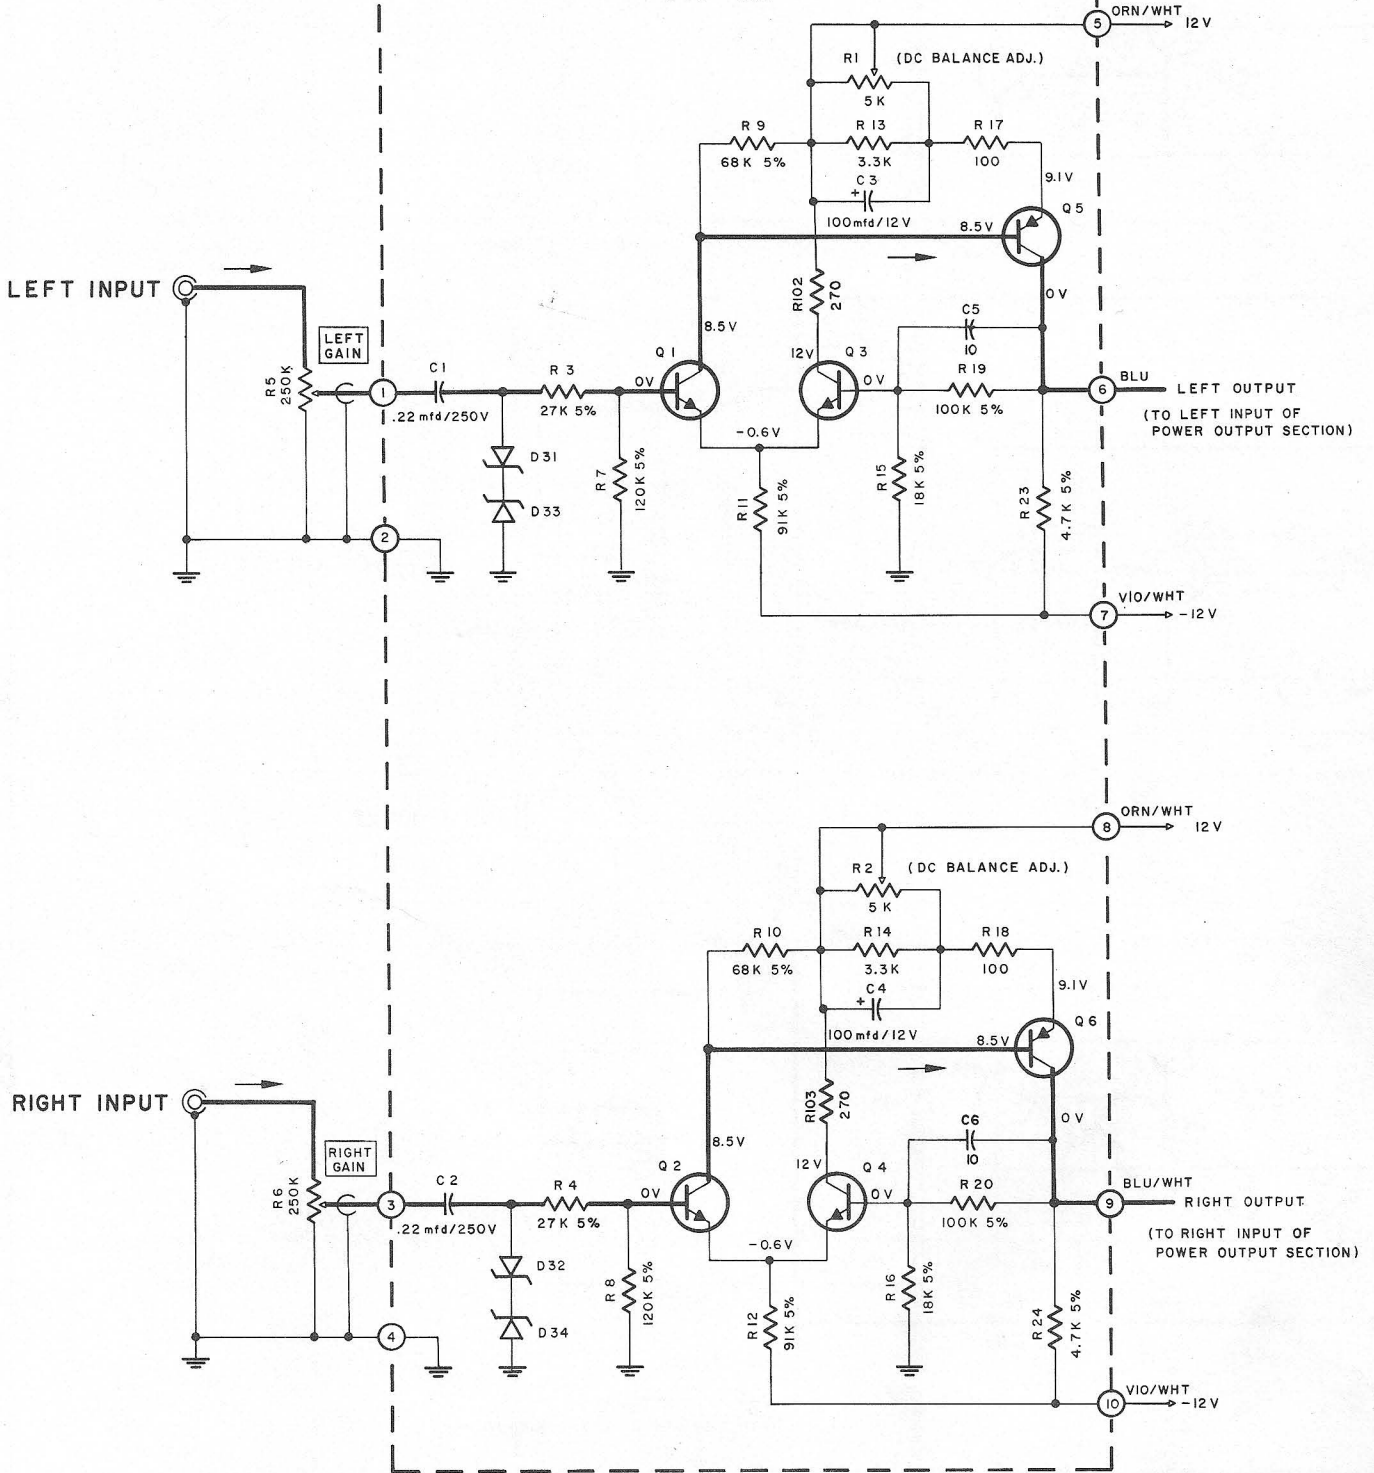 ORN/WHT
5
12V
R1
(DC BALANCE ADJ.)
5K
R 9
R 13
R 17
68K 5%
3.3K
100
C 3
+
100mfd/12V
9.1V
Q 5
8.5V
R102
270
0V
LEFT INPUT
LEFT
GAIN
R5
250K
8.5V
C5
10
Q 1
12V
Q 3
C1
R 3
0V
0V
R 19
BLU
1
6
LEFT OUTPUT
.22 mfd/250V
27K 5%
100K 5%
(TO LEFT INPUT OF
POWER OUTPUT SECTION)
-0.6V
D31
D33
R 7
120K 5%
R11
91K 5%
R15
18K 5%
R 23
4.7K 5%
2
VIO/WHT
7
-12V
ORN/WHT
8
12V
R2
(DC BALANCE ADJ.)
5 K
R 10
R 14
R 18
68K 5%
3.3K
100
C4
+
100mfd/12V
9.1V
Q 6
8.5V
R103
270
0V
RIGHT INPUT
RIGHT
GAIN
R6
250K
8.5V
C6
10
Q 2
12V
Q 4
C 2
R 4
0V
0V
R 20
BLU/WHT
3
9
RIGHT OUTPUT
.22 mfd/250V
27K 5%
100K 5%
(TO RIGHT INPUT OF
POWER OUTPUT SECTION)
-0.6V
D32
D34
R 8
120K 5%
R12
91K 5%
R 16
18K 5%
R24
4.7K 5%
4
VIO/WHT
10
-12V